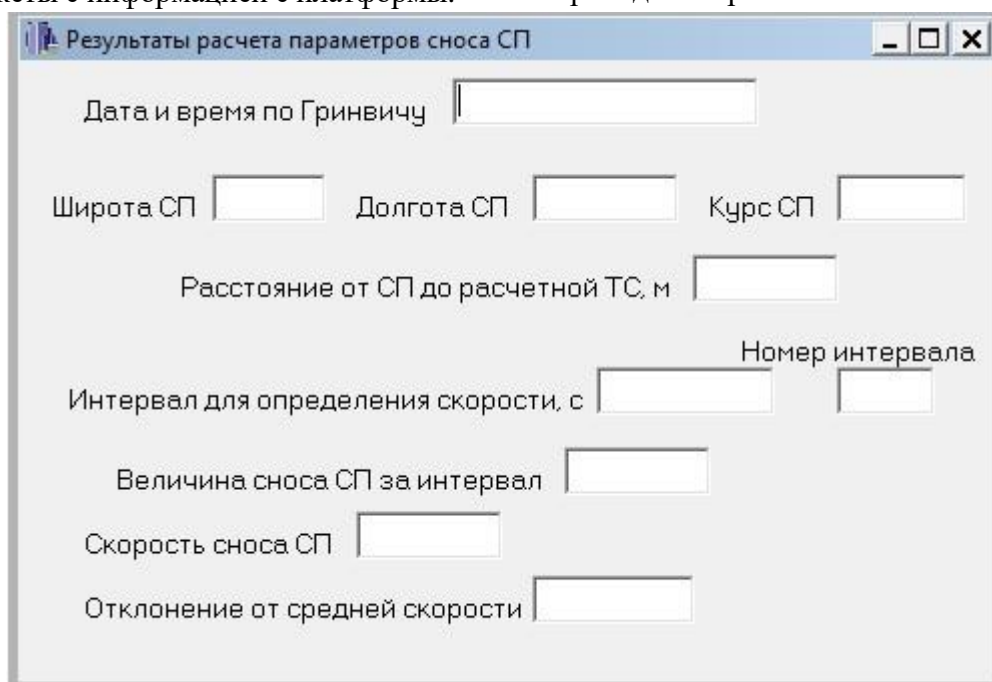 с информацией с платформы.
Результаты расчета параметров сноса СП
Дата и время по Гринвичу
Широта СП Долгота СП Курс СП
Расстояние от СП до расчетной ТС, м
Номер интервала
Интервал для определения скорости, с
Величина сноса СП за интервал
Скорость сноса СП
Отклонение от средней скорости